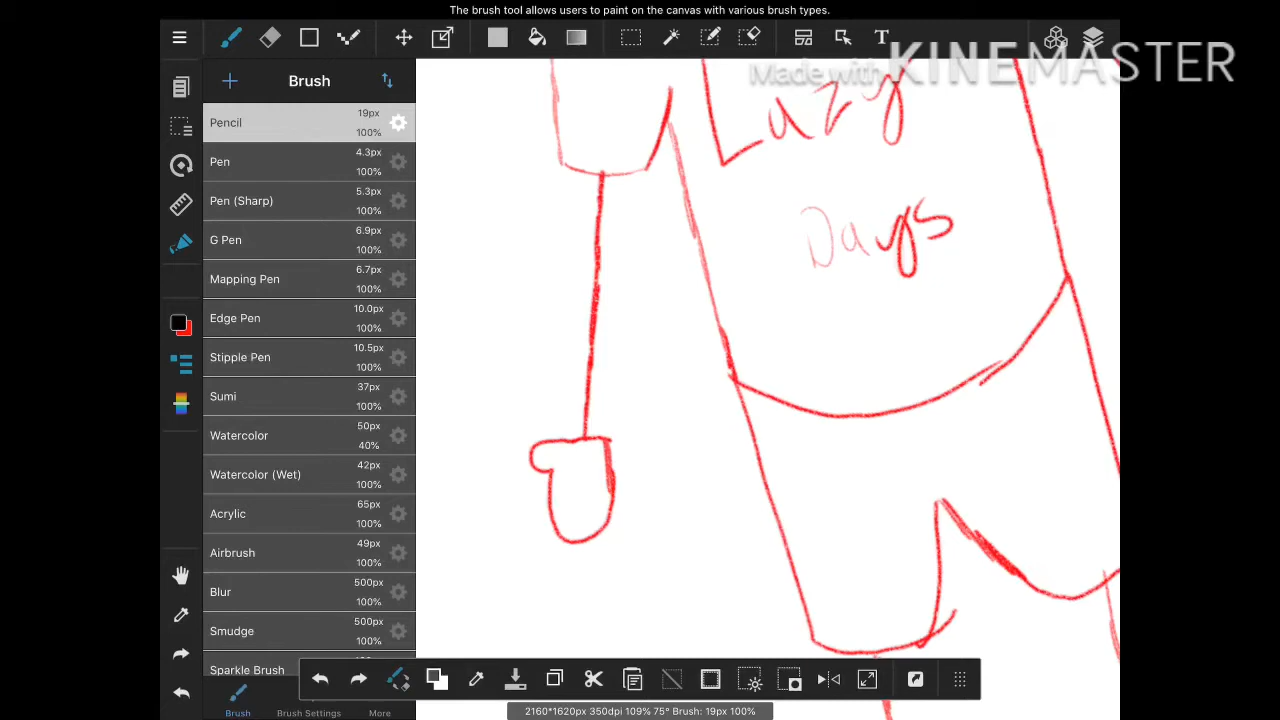 The brush tool allows users to paint on the canvas with various brush types.
T
Made with KINEMASTER
Brush
Pencil 19px 100%
Pen 4.3px 100%
Pen (Sharp) 5.3px 100%
G Pen 6.9px 100%
Mapping Pen 6.7px 100%
Edge Pen 10.0px 100%
Stipple Pen 10.5px 100%
Sumi 37px 100%
Watercolor 50px 40%
Watercolor (Wet) 42px 100%
Acrylic 65px 100%
Airbrush 49px 100%
Blur 500px 100%
Smudge 500px 100%
Sparkle Brush
Lazy
Days
Brush Brush Settings More
2160*1620px 350dpi 109% 75° Brush: 19px 100%